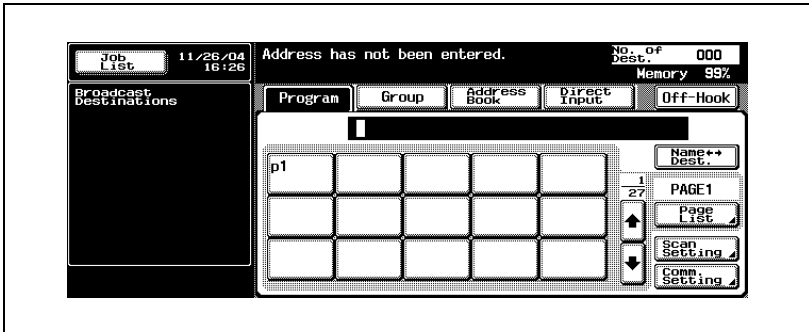 Job
List
11/26/04
16:26
Broadcast
Destinations
Address has not been entered.
No. of
Dest.
000
Memory 99%
Program
Group
Address
Book
Direct
Input
Off-Hook
Name↔
Dest.
p1
1
27
PAGE1
Page
List
Scan
Setting
Comm.
Setting